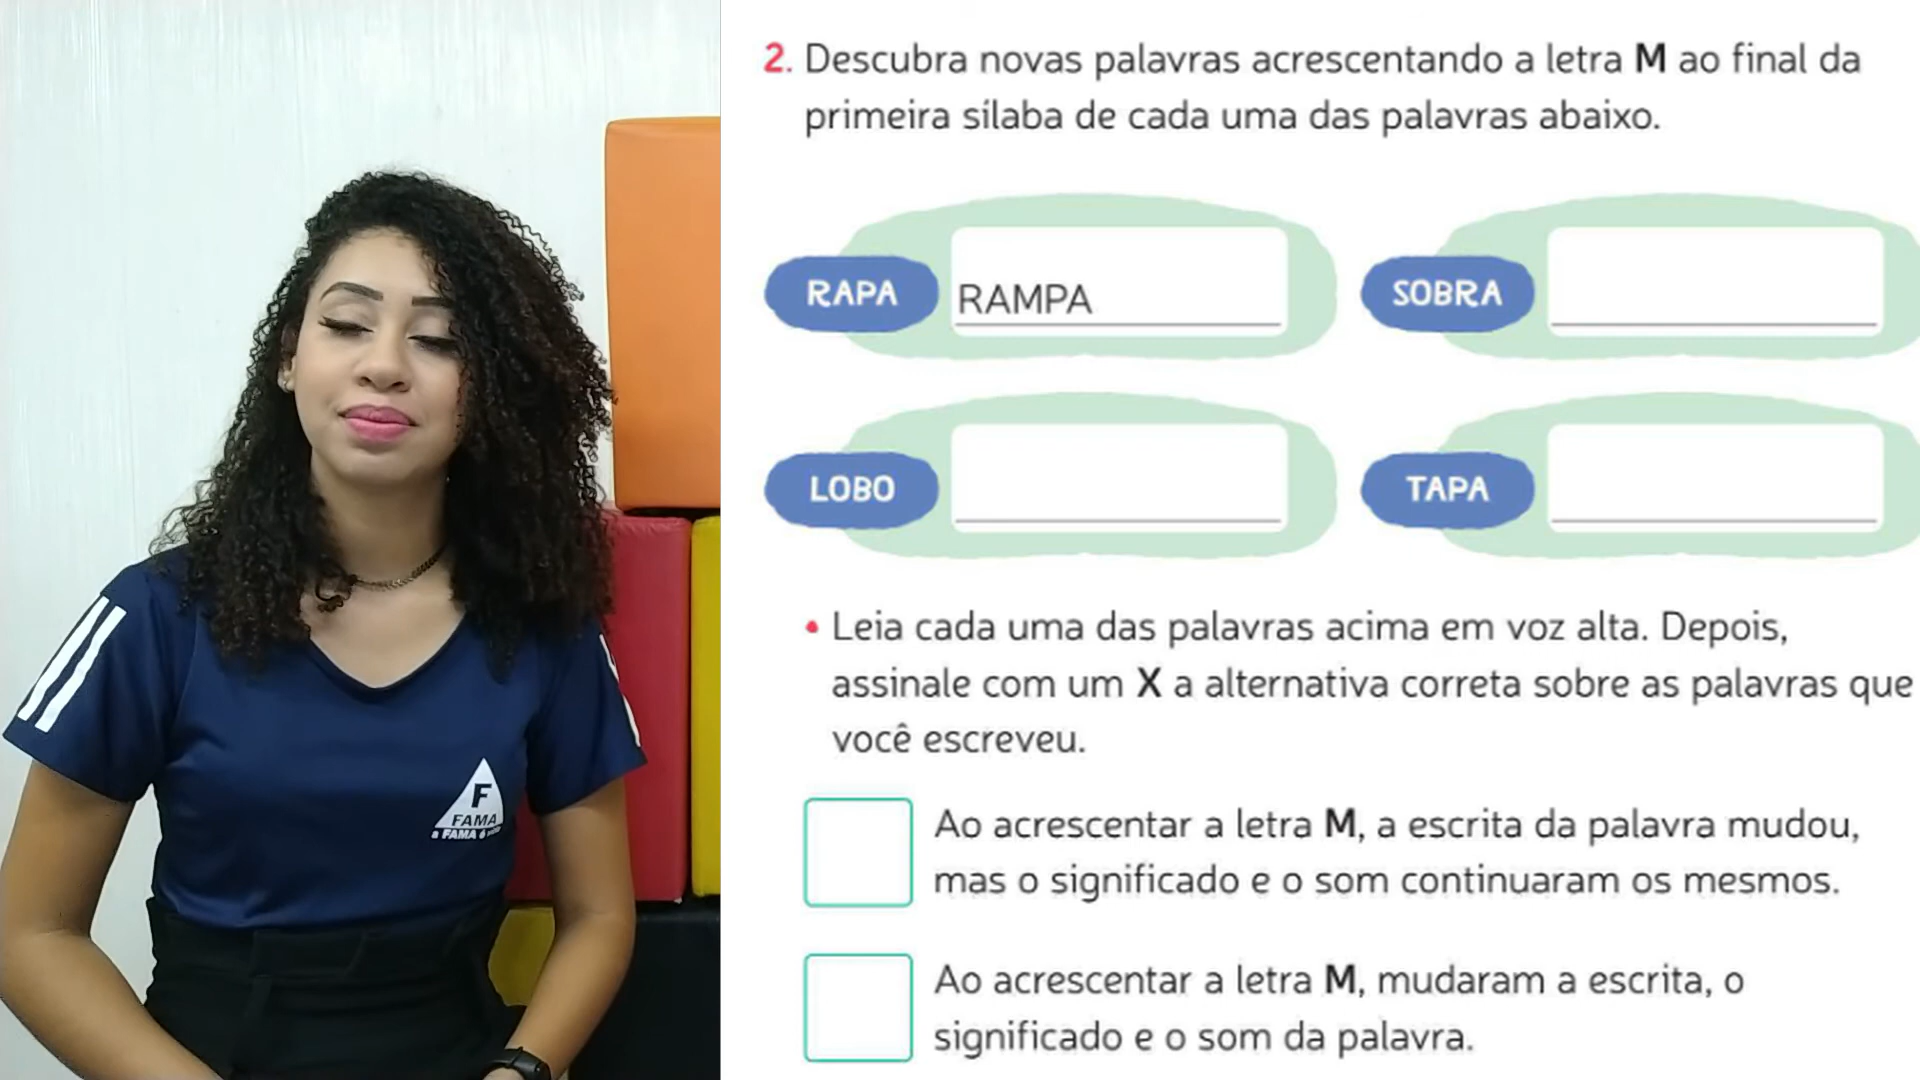 2. Descubra novas palavras acrescentando a letra M ao final da
primeira sílaba de cada uma das palavras abaixo.
RAPA RAMPA SOBRA
LOBO TAPA
• Leia cada uma das palavras acima em voz alta. Depois,
assinale com um X a alternativa correta sobre as palavras que
você escreveu.
Ao acrescentar a letra M, a escrita da palavra mudou,
mas o significado e o som continuaram os mesmos.
Ao acrescentar a letra M, mudaram a escrita, o
significado e o som da palavra.
F
FAMA
a FAMA é